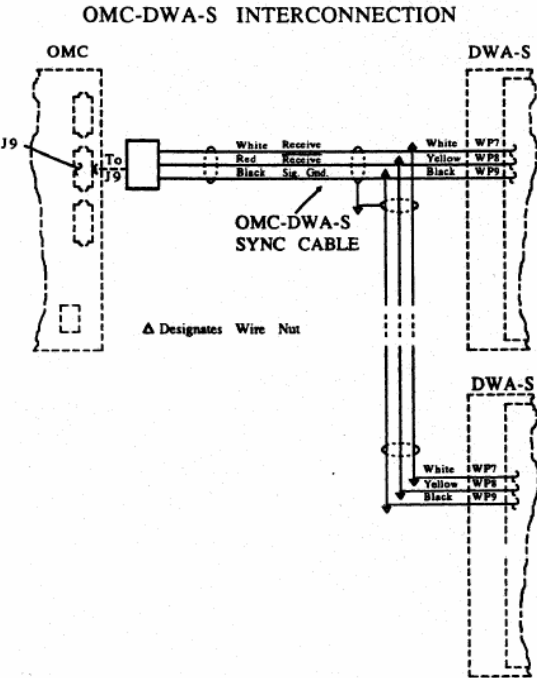 OMC-DWA-S INTERCONNECTION
OMC
DWA-S
J9
To
J9
White Receive White WP7
Red Receive Yellow WP8
Black Sig. Gnd. Black WP9
OMC-DWA-S
SYNC CABLE
Δ Designates Wire Nut
DWA-S
White WP7
Yellow WP8
Black WP9